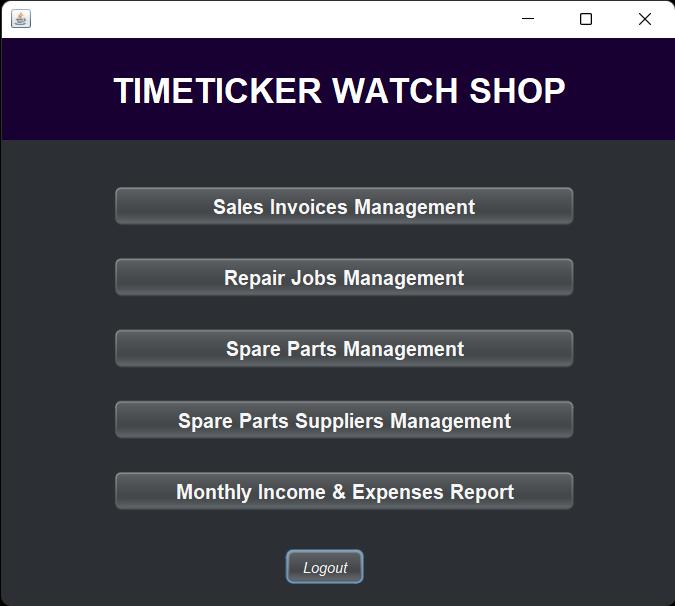 TIMETICKER WATCH SHOP
Sales Invoices Management
Repair Jobs Management
Spare Parts Management
Spare Parts Suppliers Management
Monthly Income & Expenses Report
Logout